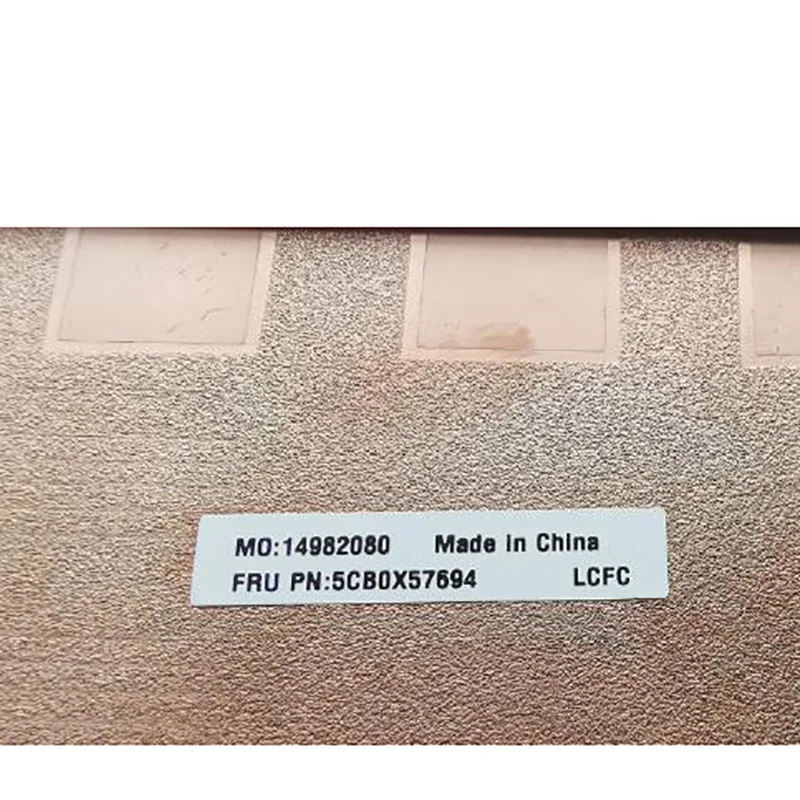 MO:14982080 Made in China
FRU PN:5CB0X57694 LCFC